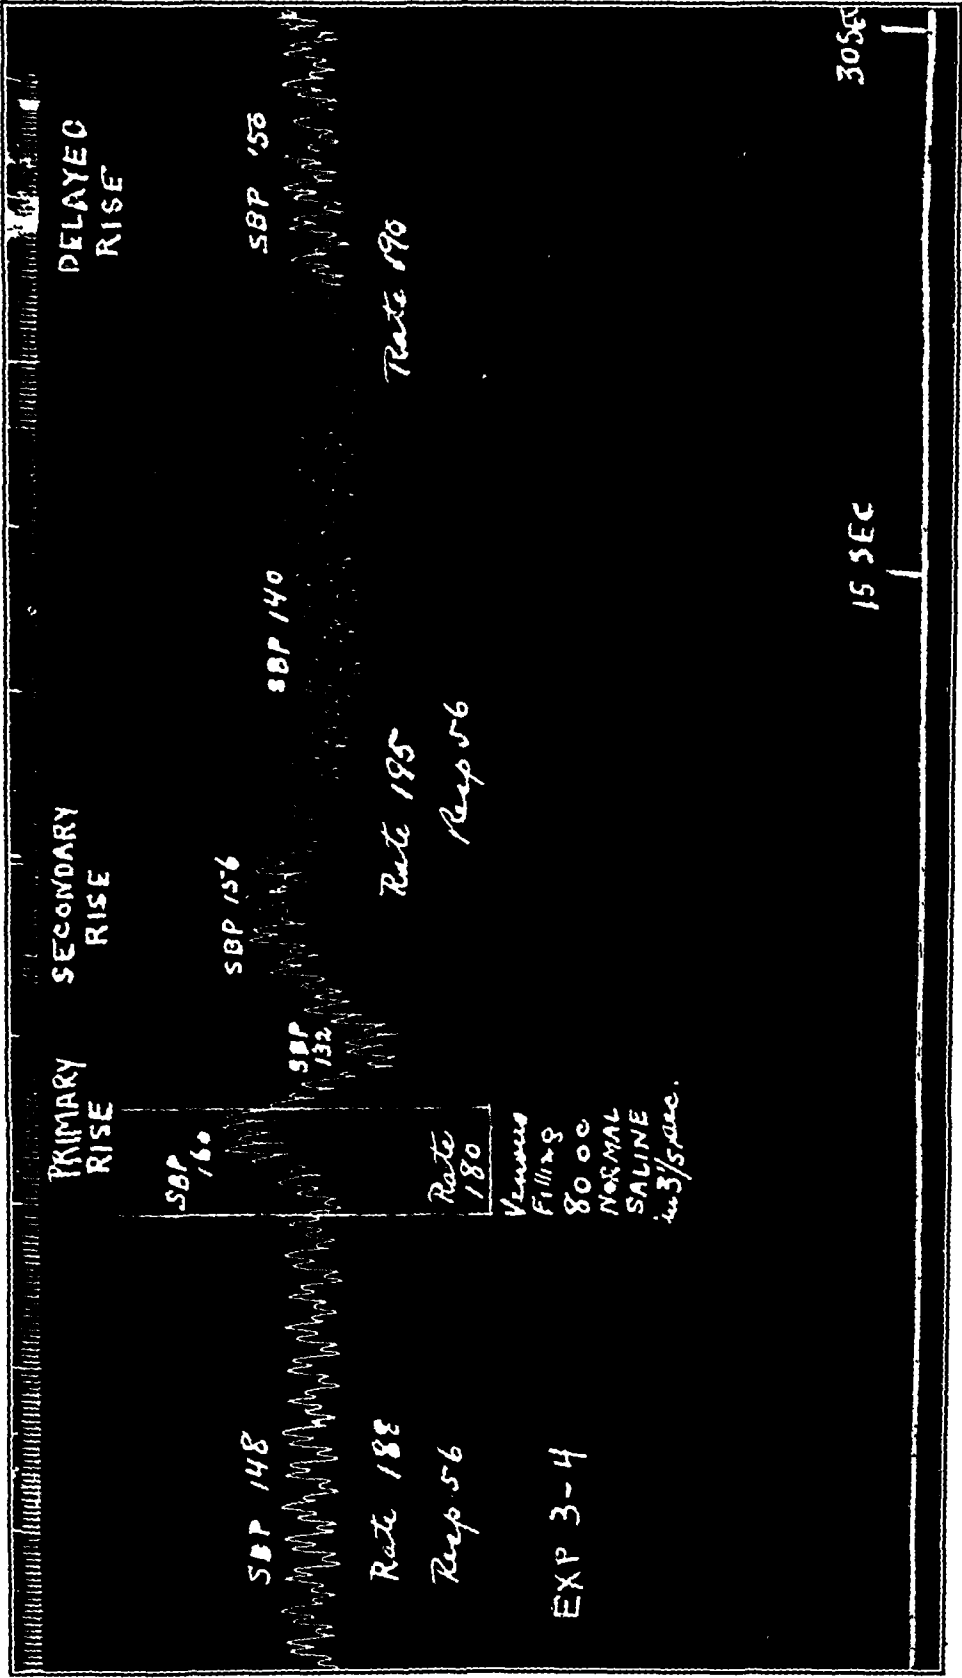 PRIMARY
RISE
SECONDARY
RISE
DELAYED
RISE
SBP 148
SBP
160
SBP
132
SBP 156
SBP 140
SBP 150
Rate 188
Resp 56
Rate
180
Rate 195
Resp 56
Rate 190
EXP 3-4
Venous
Filling
80 cc
NORMAL
SALINE
in 3 1/5 sec.
15 SEC
30 SEC